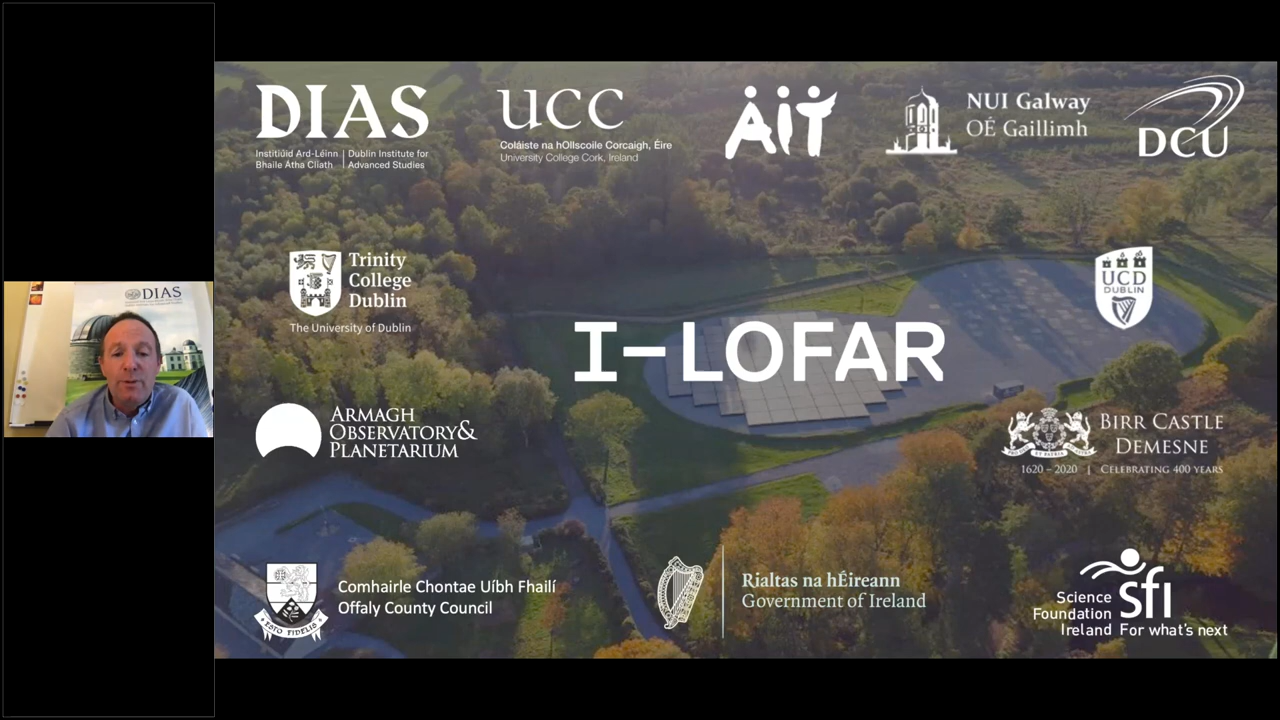 DIAS
Institiúid Ard-Léinn | Dublin Institute for
Bhaile Átha Cliath | Advanced Studies
UCC
Coláiste na hOllscoile Corcaigh, Éire
University College Cork, Ireland
AIT
NUI Galway
OÉ Gaillimh
DCU
Trinity
College
Dublin
The University of Dublin
UCD
DUBLIN
I-LOFAR
DIAS
ARMAGH
OBSERVATORY&
PLANETARIUM
BIRR CASTLE
DEMESNE
1620 – 2020 | CELEBRATING 400 YEARS
Comhairle Chontae Uíbh Fhailí
Offaly County Council
ESTO FIDELIS
Rialtas na hÉireann
Government of Ireland
sfi
Science
Foundation
Ireland For what's next